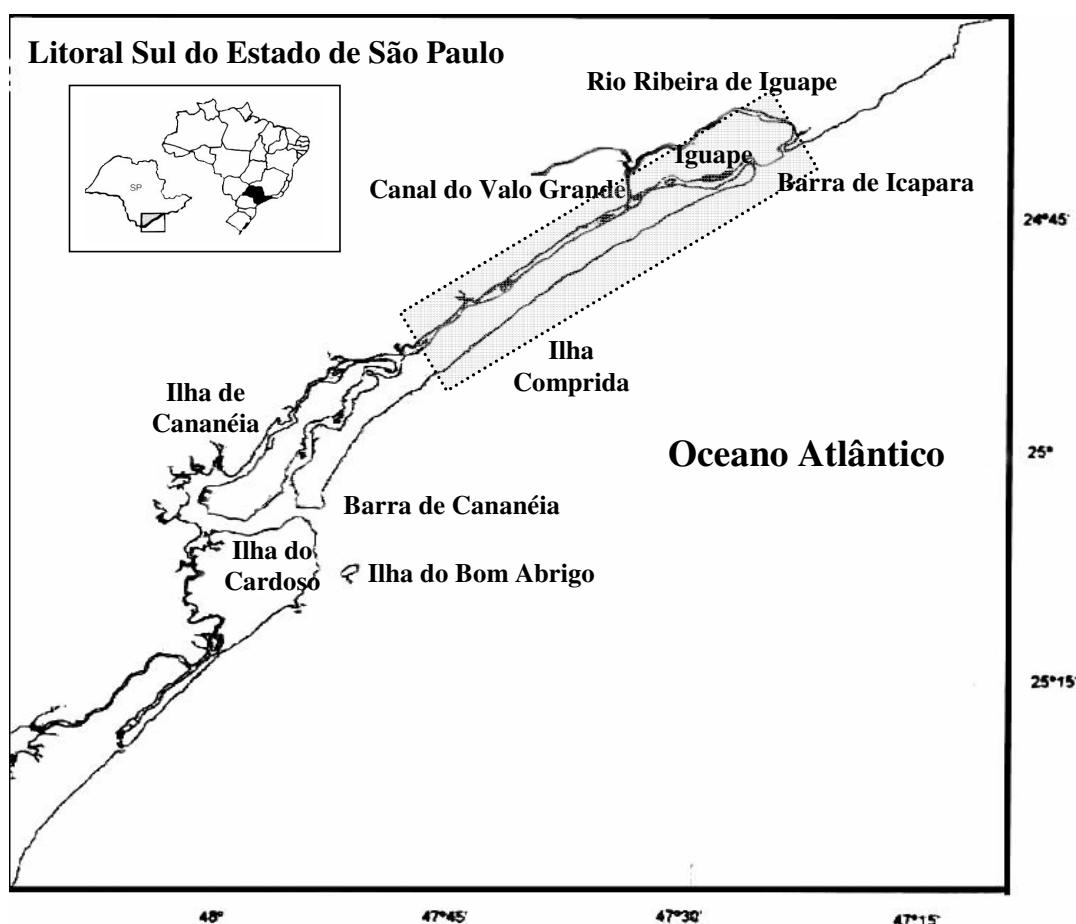 Litoral Sul do Estado de São Paulo
SP
Rio Ribeira de Iguape
Iguape
Canal do Valo Grande
Barra de Icapara
24°45'
Ilha
Comprida
Ilha de
Cananéia
Oceano Atlântico
25°
Barra de Cananéia
Ilha do
Cardoso
Ilha do Bom Abrigo
25°15'
48°
47°45'
47°30'
47°15'